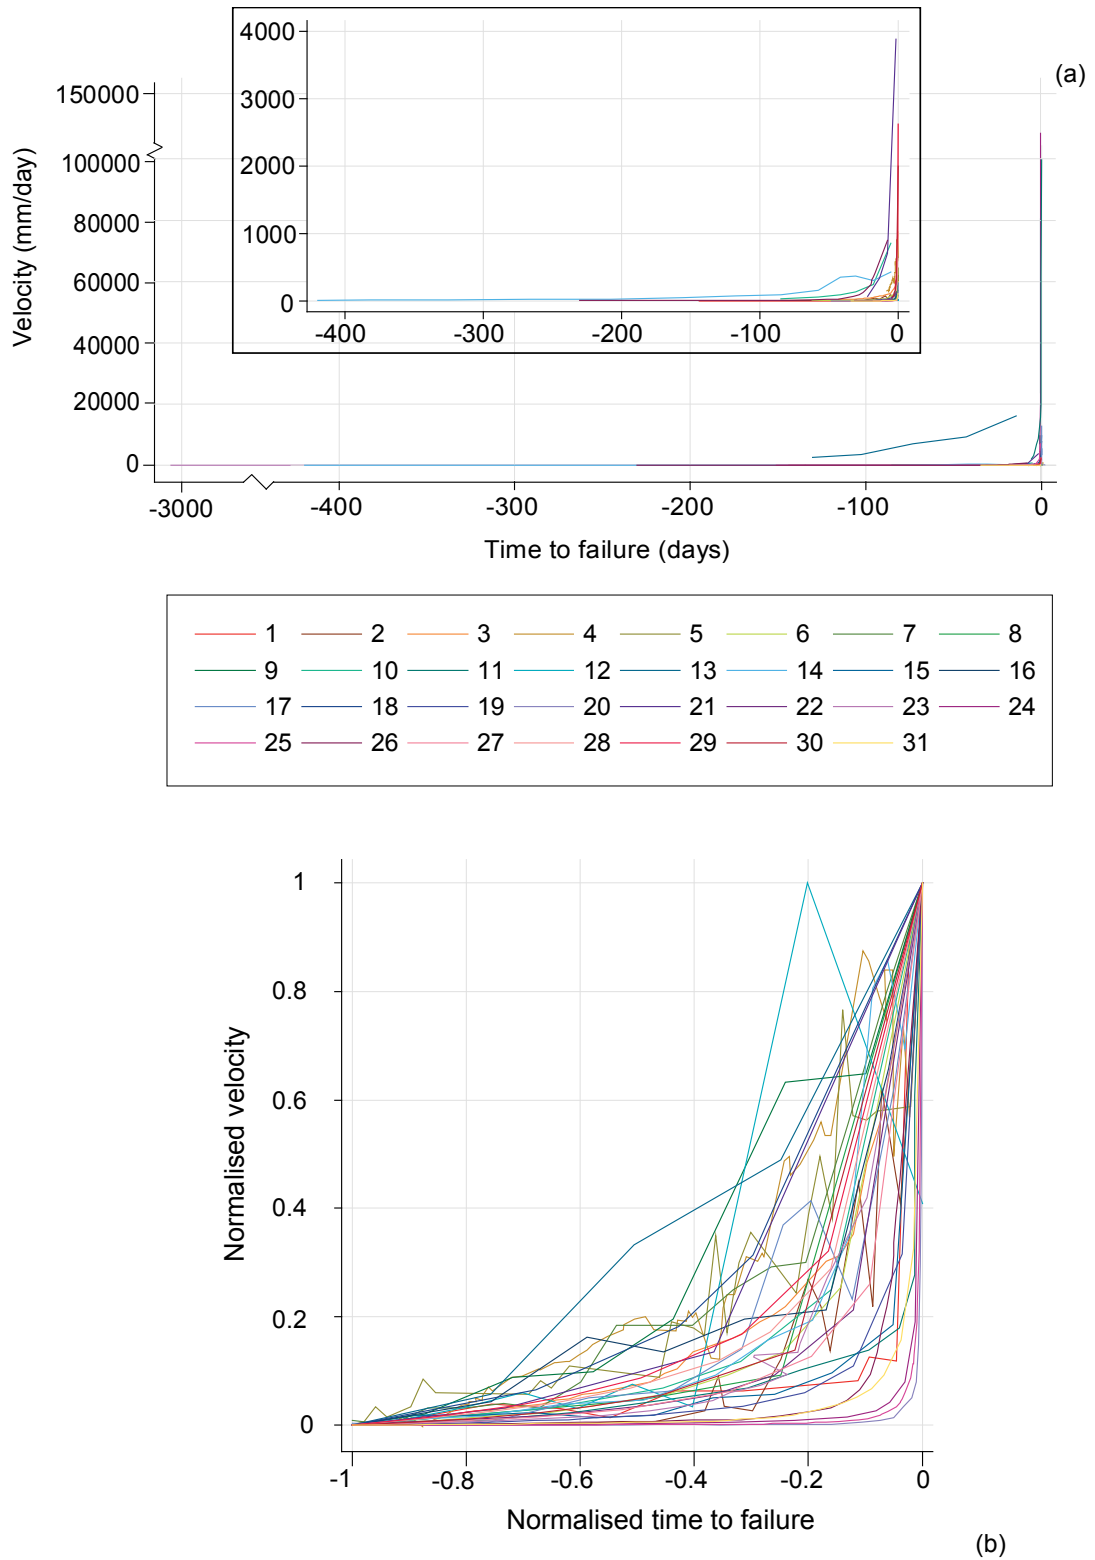 (a)
4000
3000
2000
1000
0
-400 -300 -200 -100 0
Velocity (mm/day)
150000
100000
80000
60000
40000
20000
0
-3000 -400 -300 -200 -100 0
Time to failure (days)
1 2 3 4 5 6 7 8
9 10 11 12 13 14 15 16
17 18 19 20 21 22 23 24
25 26 27 28 29 30 31
Normalised velocity
1
0.8
0.6
0.4
0.2
0
-1 -0.8 -0.6 -0.4 -0.2 0
Normalised time to failure
(b)